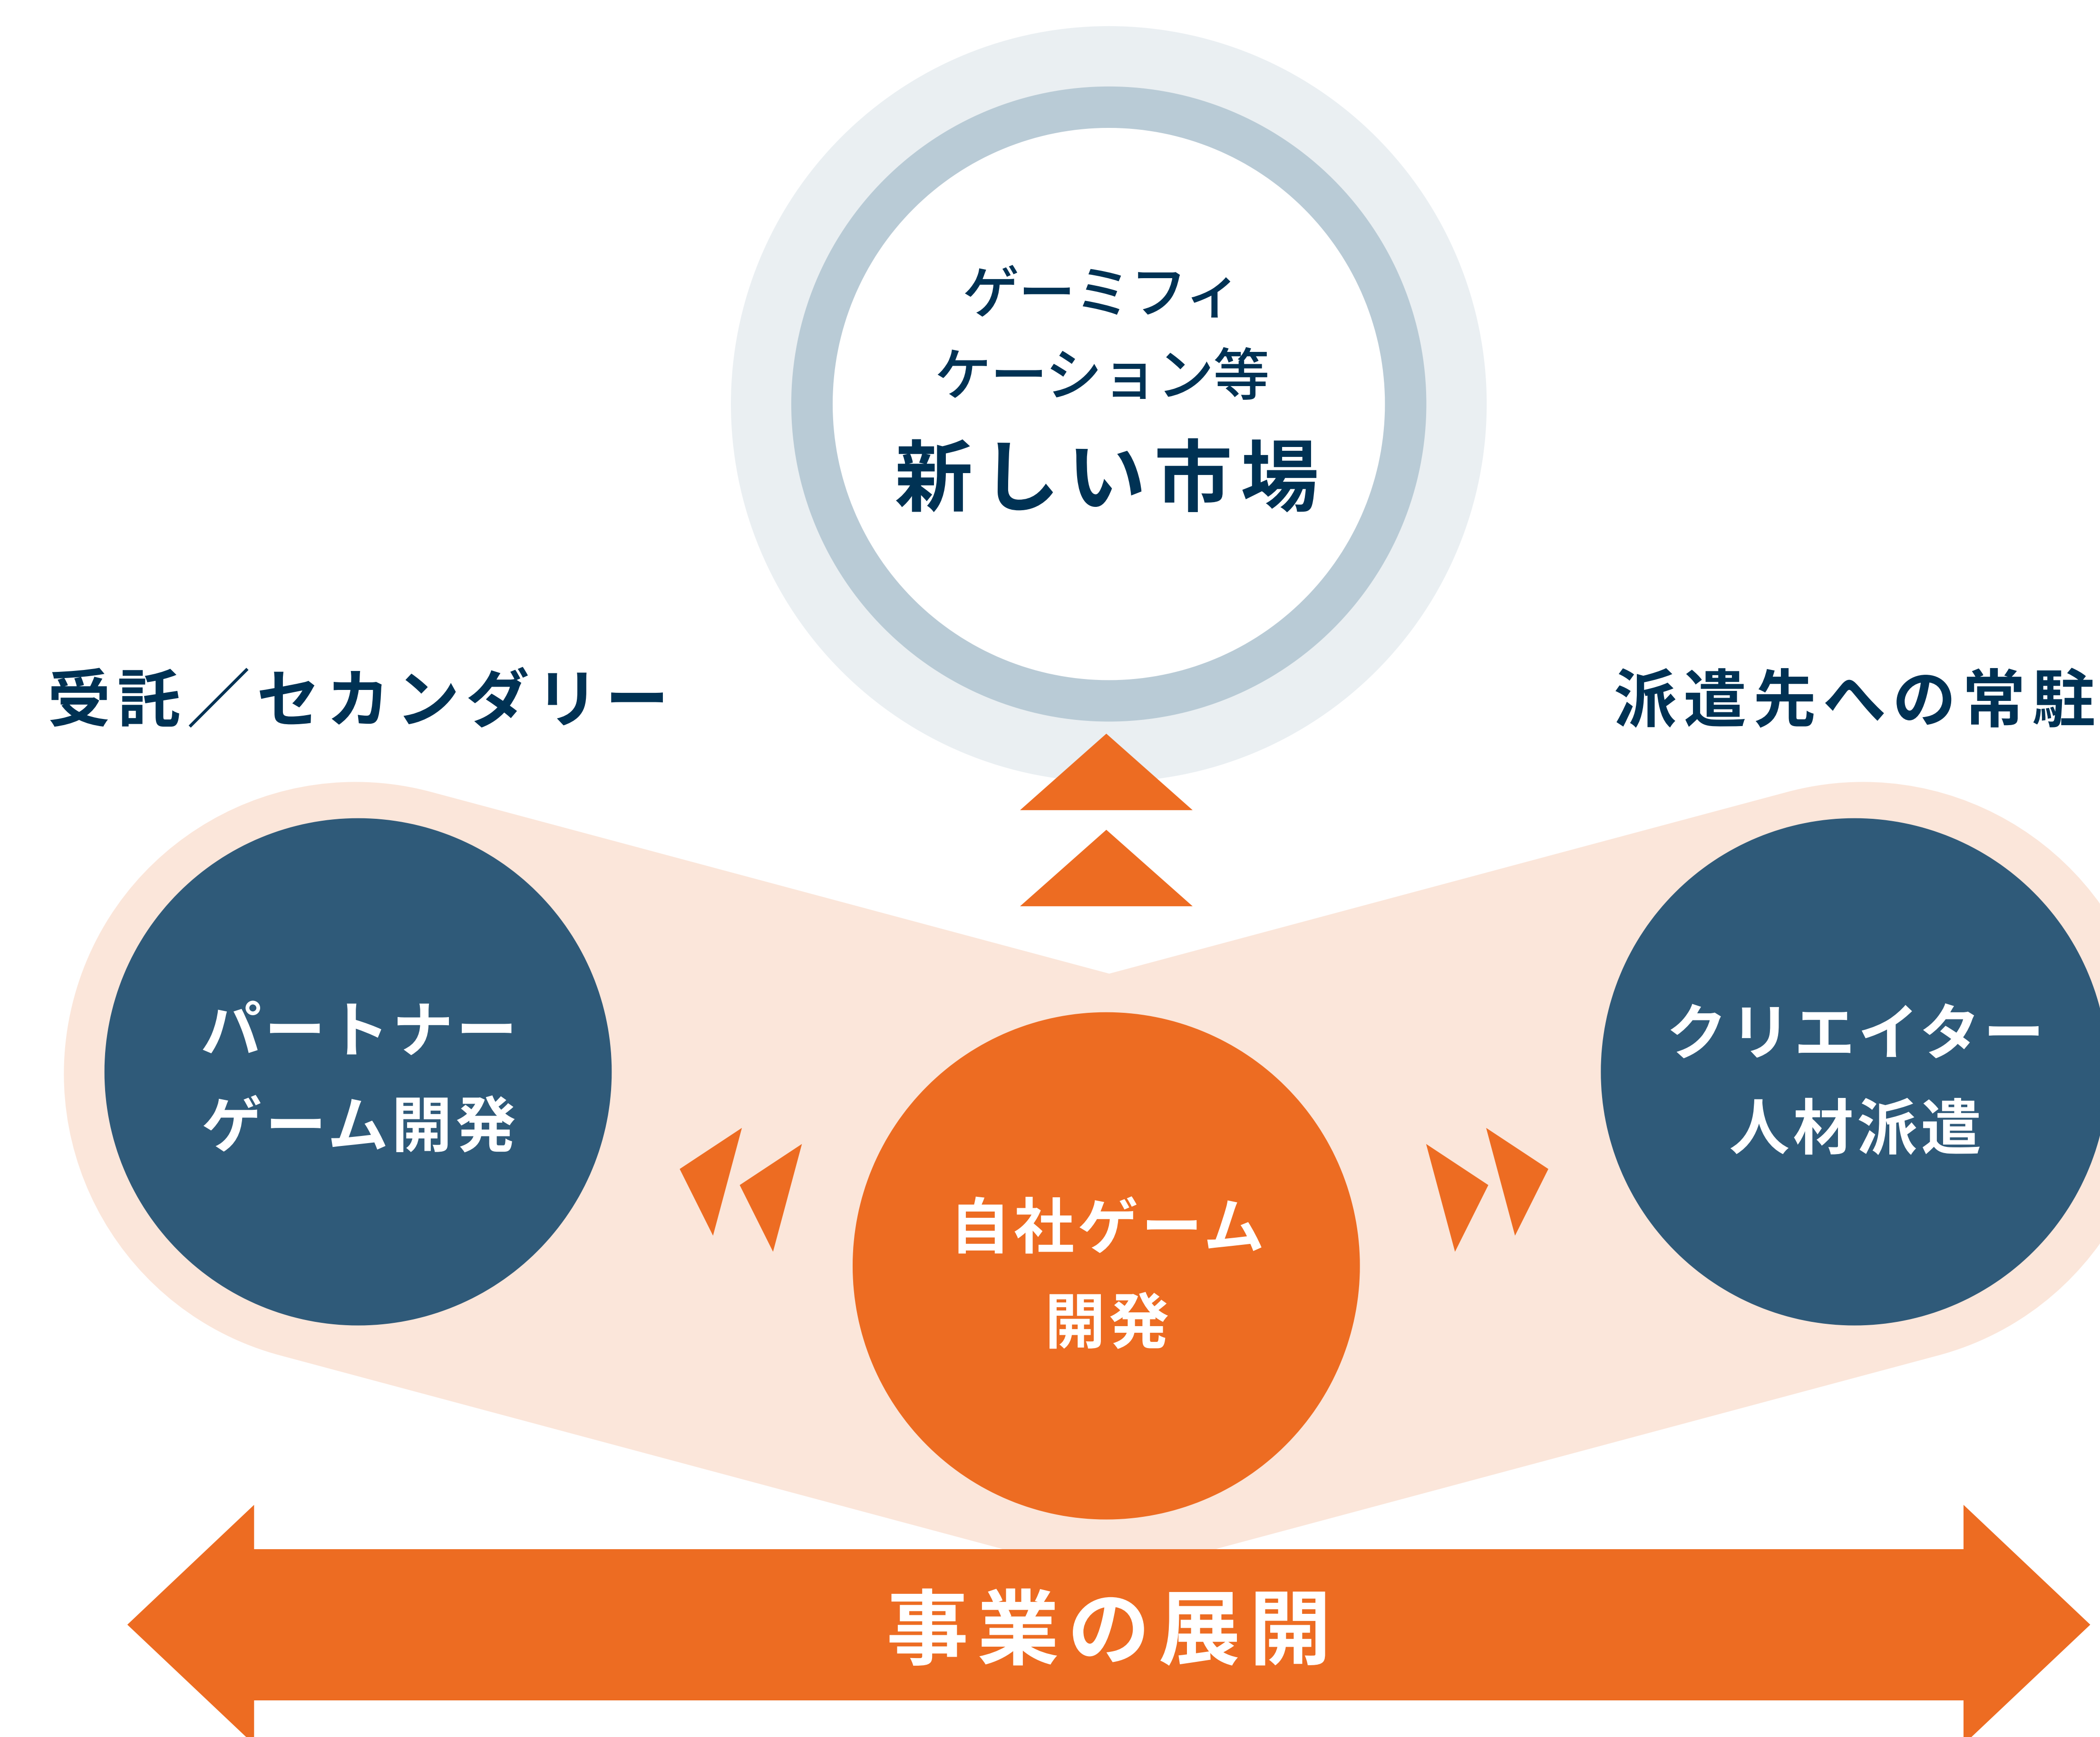 ゲーミフィ
ケーション等
新しい市場
受託／セカンダリー
派遣先への常駐
パートナー
ゲーム開発
クリエイター
人材派遣
自社ゲーム
開発
事業の展開